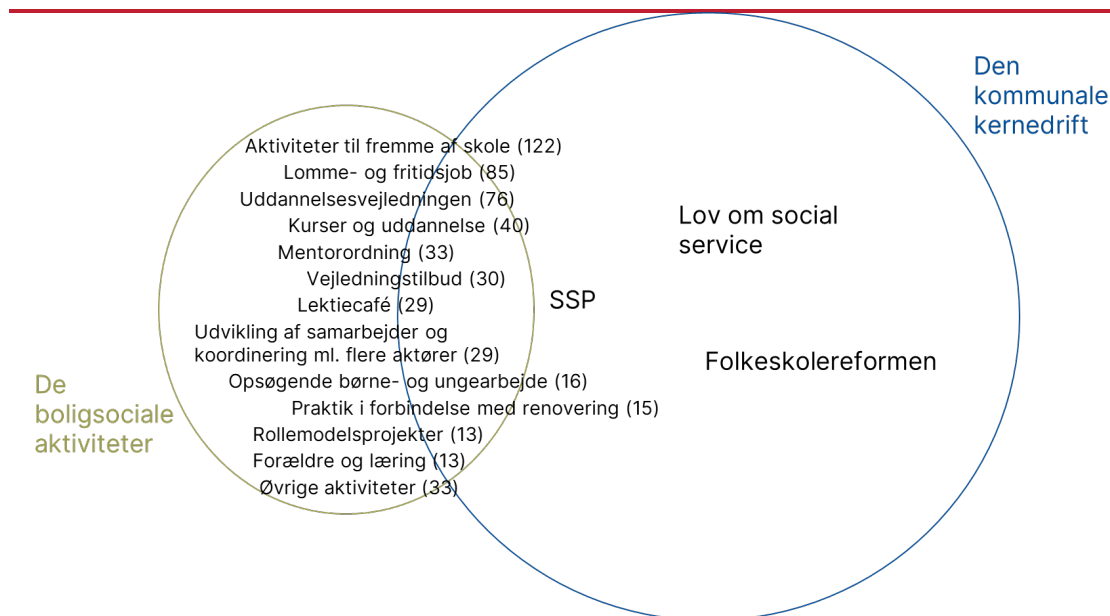 Den
kommunale
kernedrift
Aktiviteter til fremme af skole (122)
Lomme- og fritidsjob (85)
Uddannelsesvejledningen (76)
Kurser og uddannelse (40)
Mentorordning (33)
Vejledningstilbud (30)
Lektiecafé (29)
Udvikling af samarbejder og
koordinering ml. flere aktører (29)
Opsøgende børne- og ungearbejde (16)
Praktik i forbindelse med renovering (15)
Rollemodelsprojekter (13)
Forældre og læring (13)
Øvrige aktiviteter (33)
Lov om social
service
SSP
Folkeskolereformen
De
boligsociale
aktiviteter